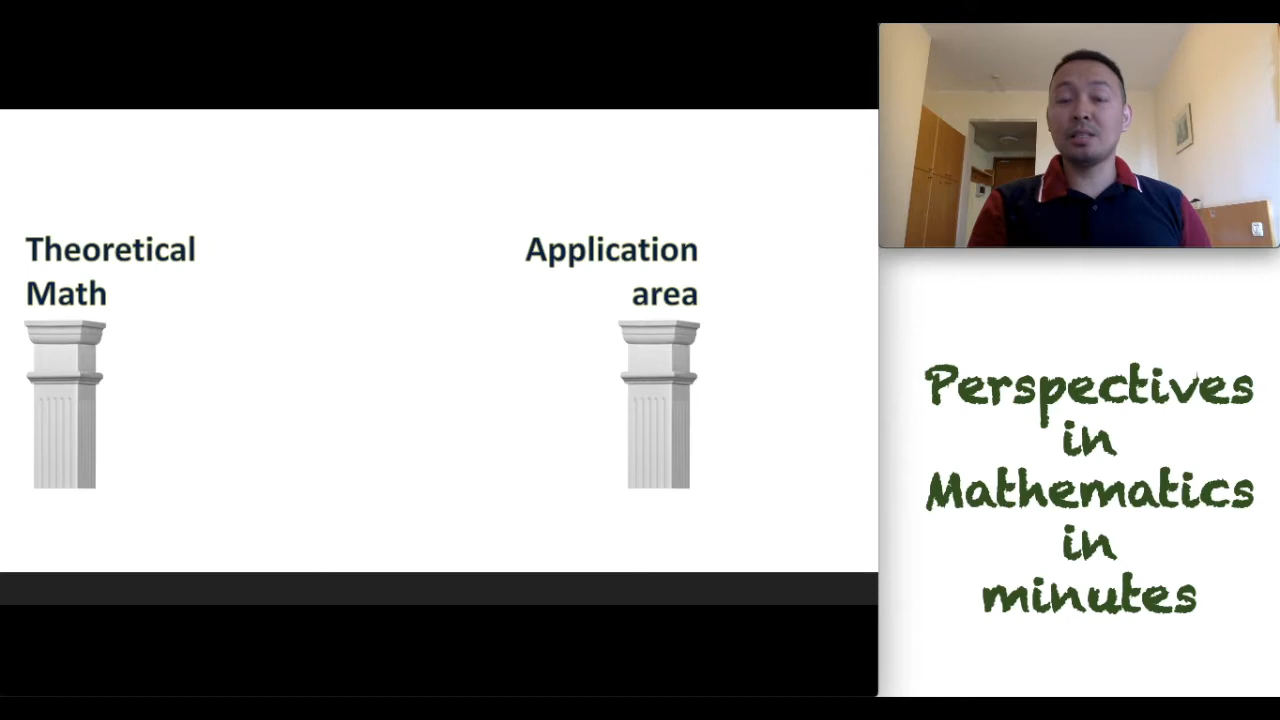 Theoretical
Math
Application
area
Perspectives
in
Mathematics
in
minutes